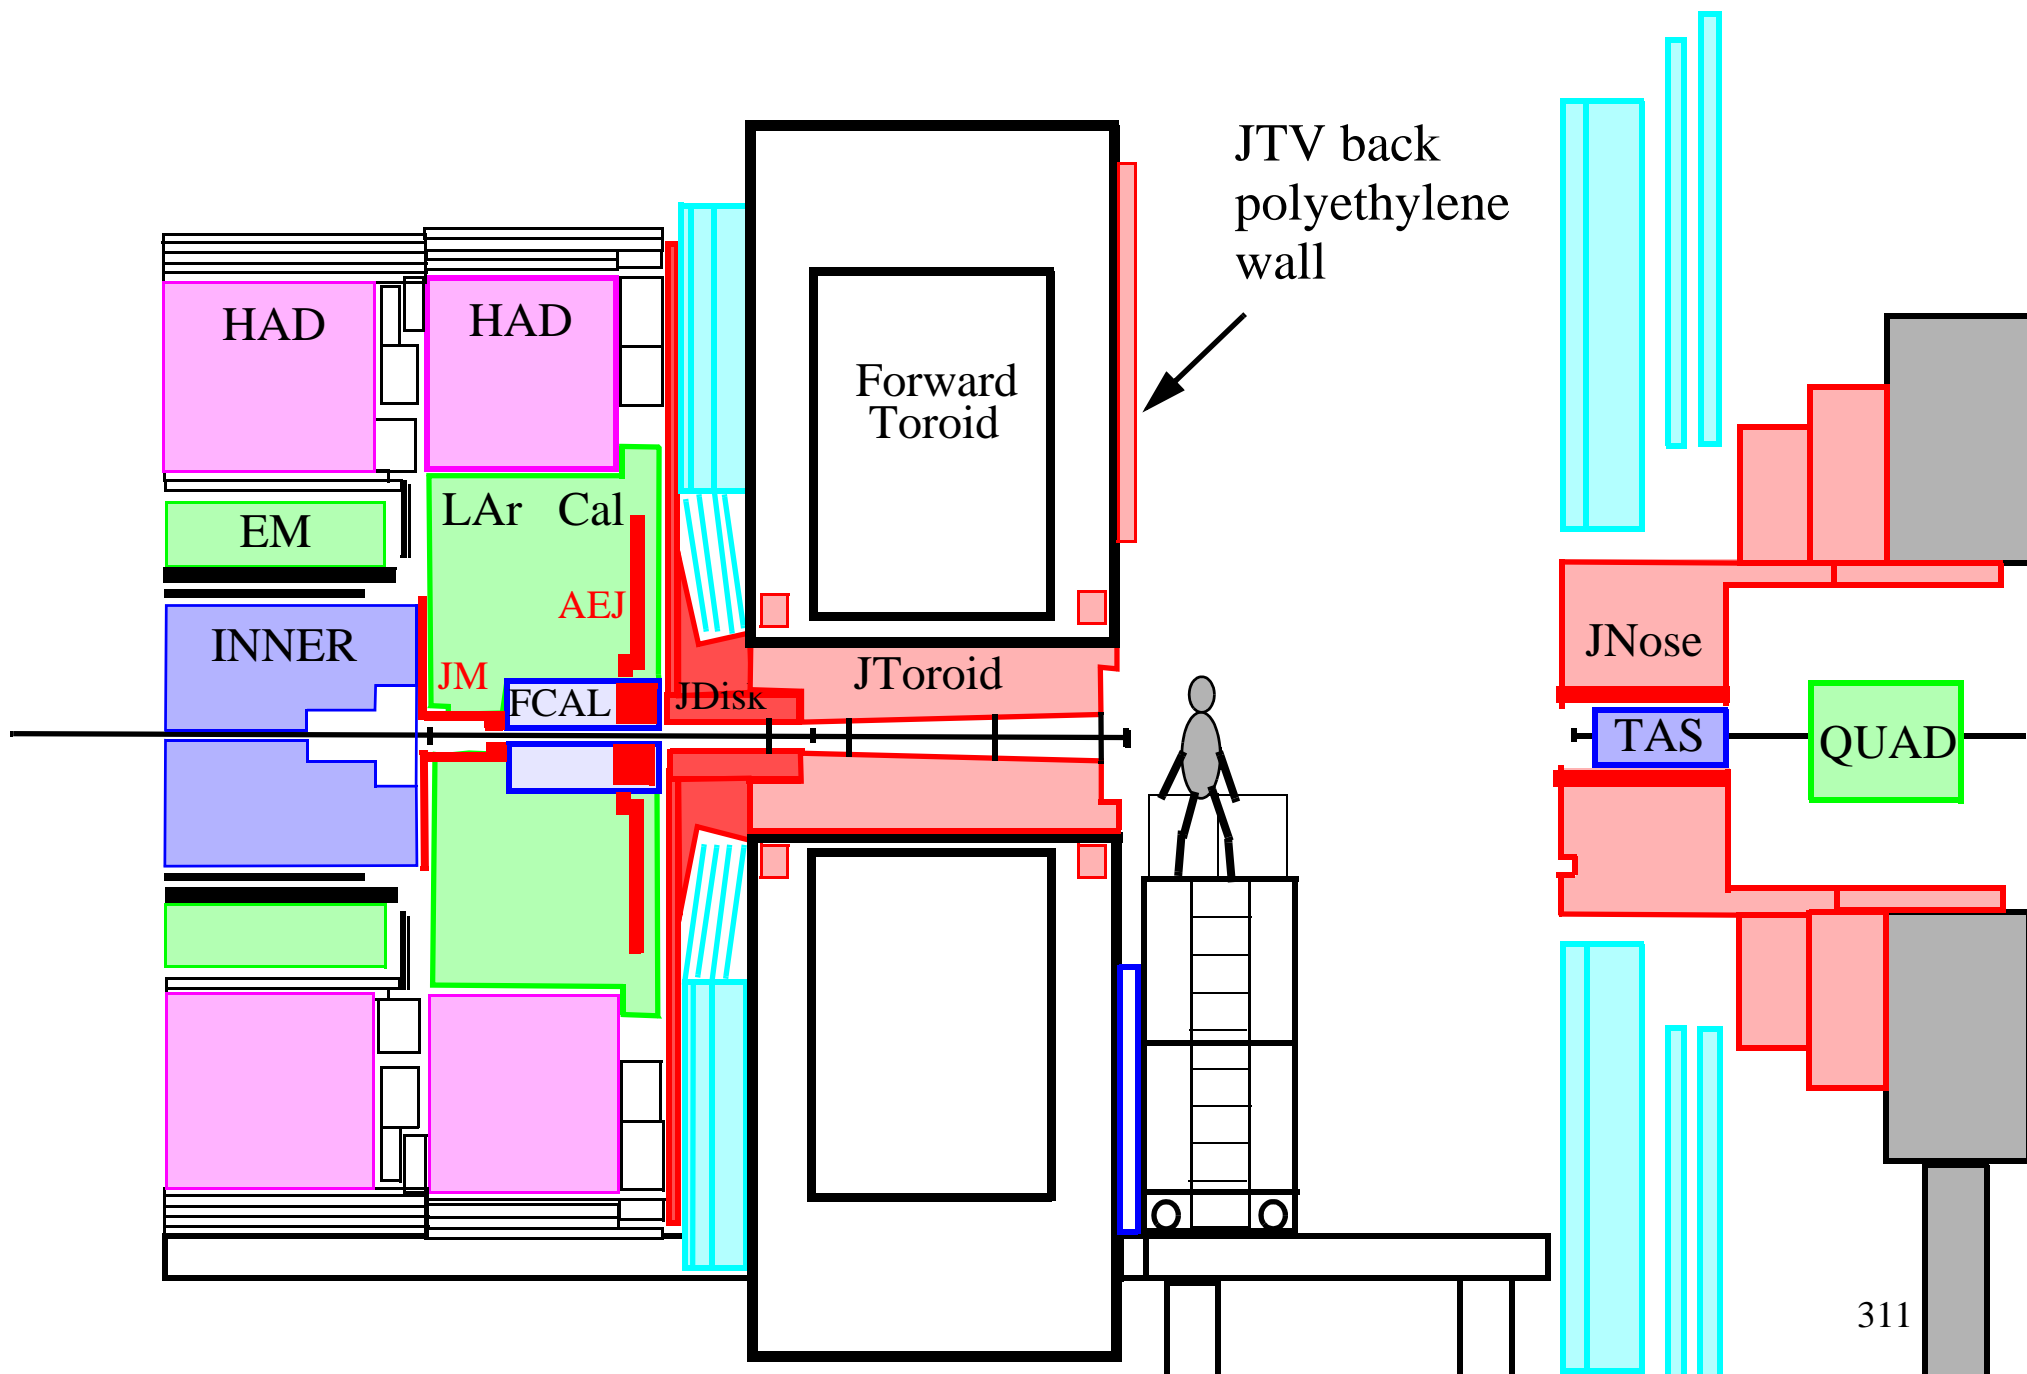 JTV back
polyethylene
wall
HAD
HAD
Forward
Toroid
LAr Cal
EM
AEJ
INNER
JM
FCAL
JDisk
JToroid
JNose
TAS
QUAD
311